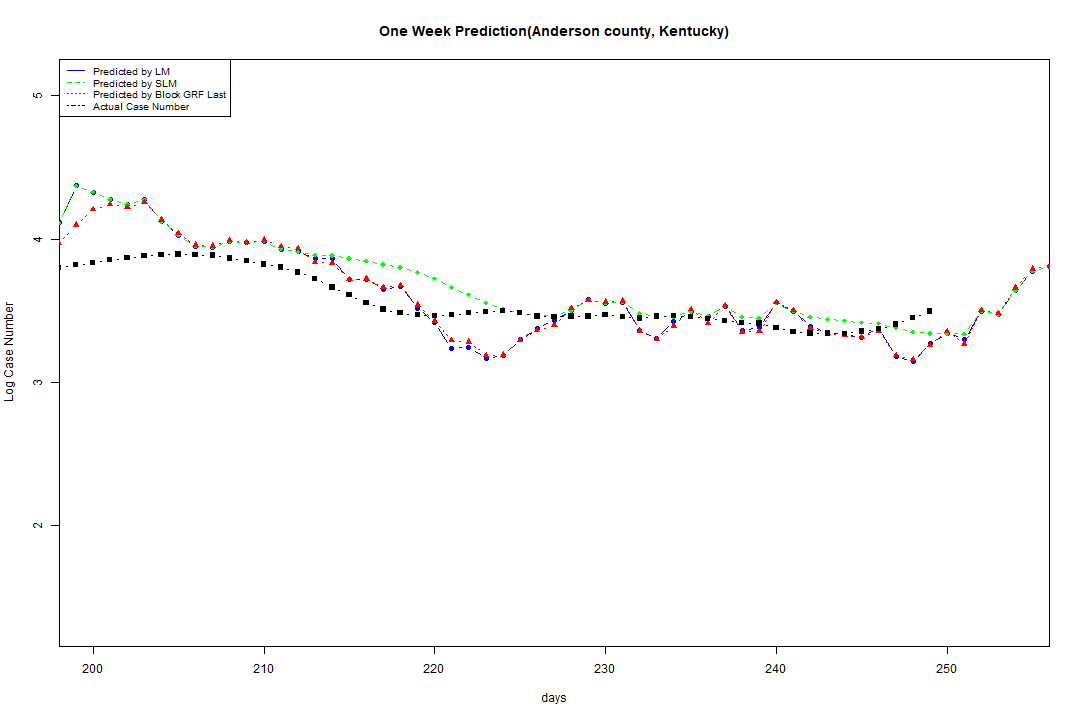 One Week Prediction(Anderson county, Kentucky)
Predicted by LM
Predicted by SLM
Predicted by Block GRF Last
Actual Case Number
5
4
3
2
Log Case Number
200 210 220 230 240 250
days